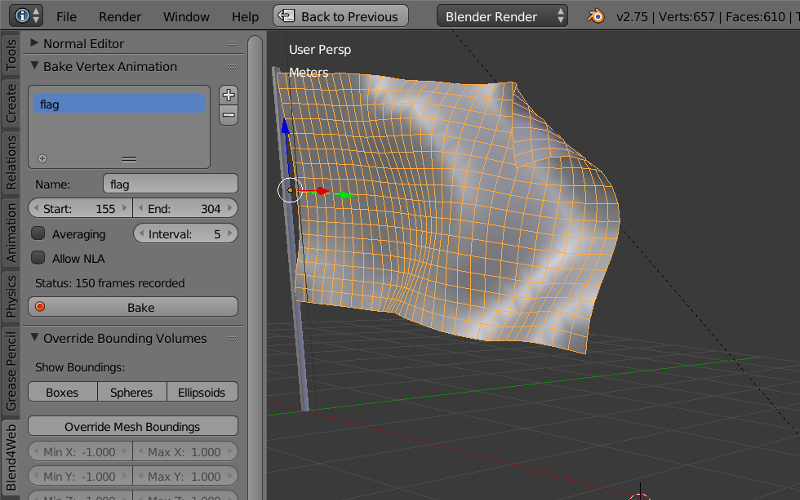 File Render Window Help Back to Previous Blender Render v2.75 | Verts:657 | Faces:610 |
Normal Editor
Bake Vertex Animation
flag
Name: flag
Start: 155 End: 304
Averaging Interval: 5
Allow NLA
Status: 150 frames recorded
Bake
Override Bounding Volumes
Show Boundings:
Boxes Spheres Ellipsoids
Override Mesh Boundings
Min X: -1.000 Max X: 1.000
Min Y: -1.000 Max Y: 1.000
Tools
Create
Relations
Animation
Physics
Grease Pencil
Blend4Web
User Persp
Meters